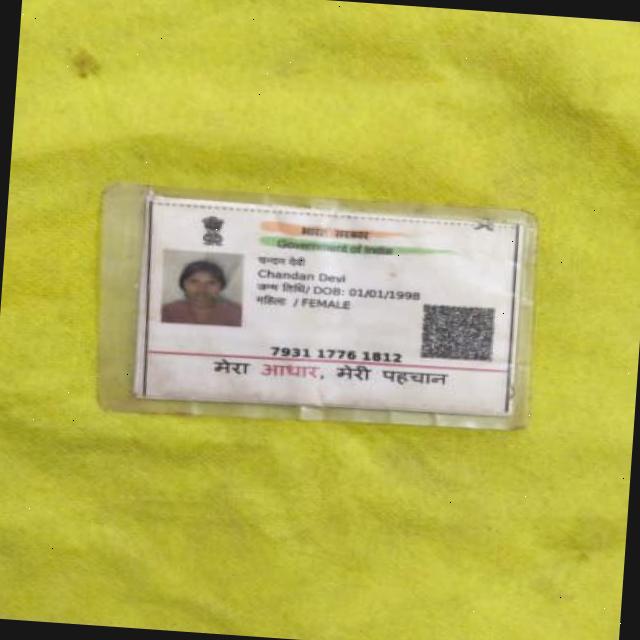 भारत सरकार
Government of India
चन्दन देवी
Chandan Devi
जन्म तिथि/ DOB: 01/01/1998
महिला / FEMALE
7931 1776 1812
मेरा आधार, मेरी पहचान